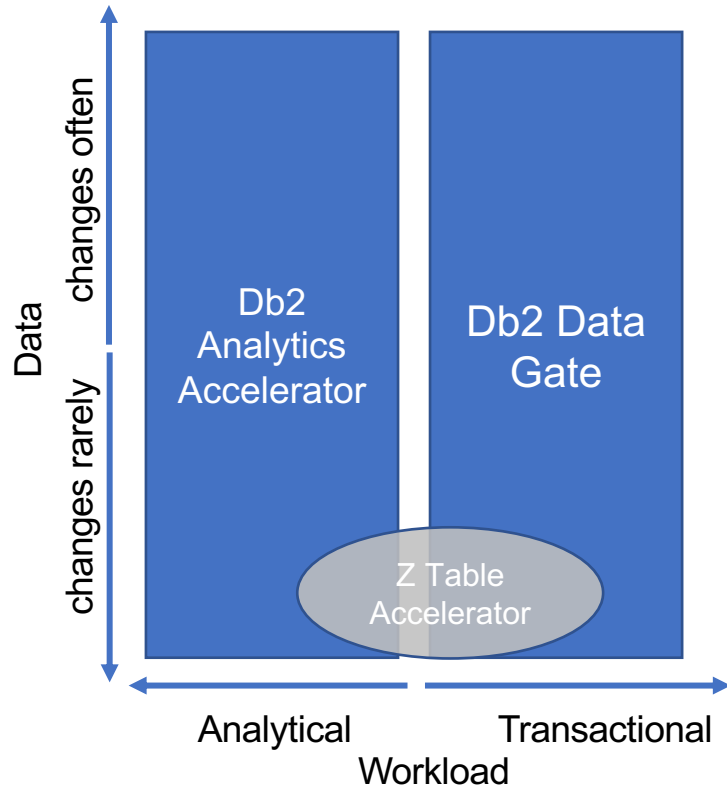 changes often
Data
changes rarely
Db2
Analytics
Accelerator
Db2 Data
Gate
Z Table
Accelerator
Analytical
Transactional
Workload